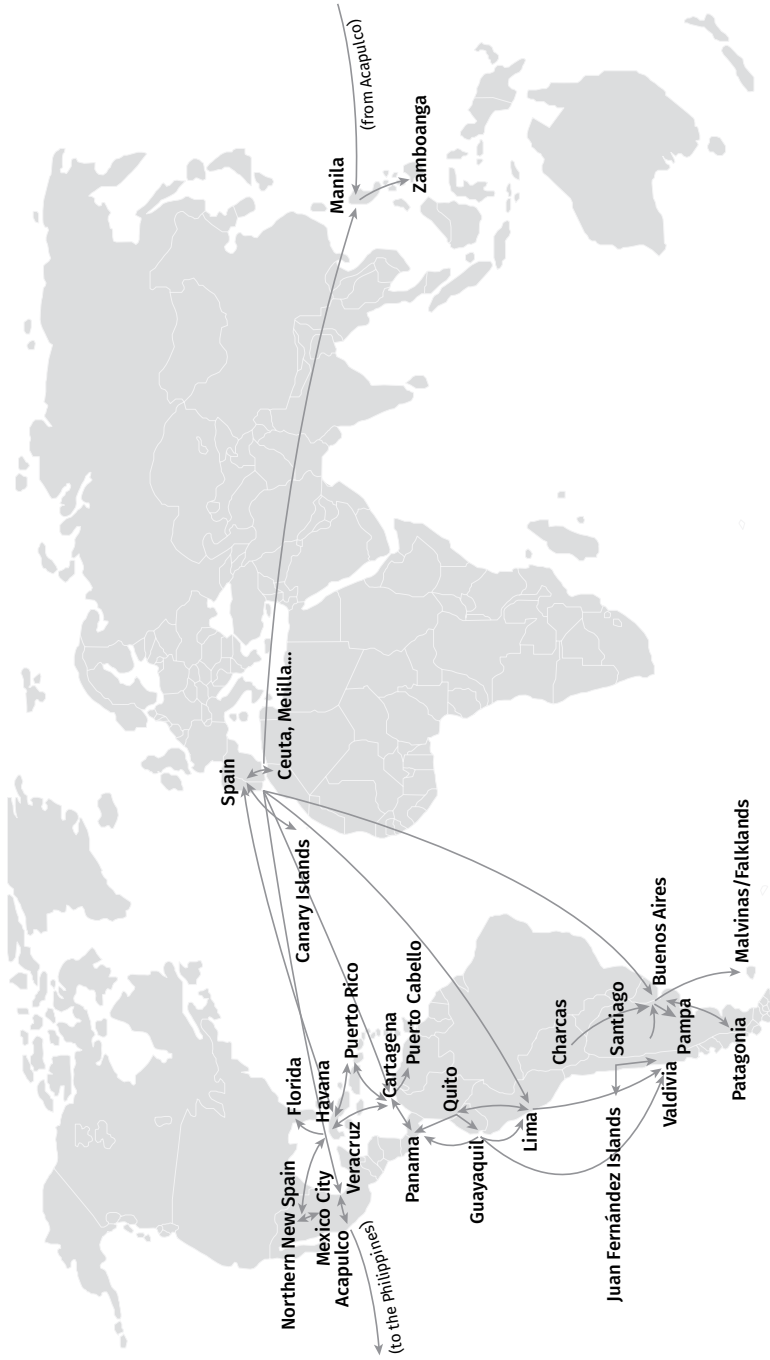 Northern New Spain
Mexico City
Acapulco
(to the Philippines)
Florida
Havana
Veracruz
Puerto Rico
Cartagena
Puerto Cabello
Panama
Quito
Guayaquil
Lima
Charcas
Santiago
Juan Fernández Islands
Valdivia
Pampa
Buenos Aires
Patagonia
Malvinas/Falklands
Spain
Canary Islands
Ceuta, Melilla...
Manila
Zamboanga
(from Acapulco)